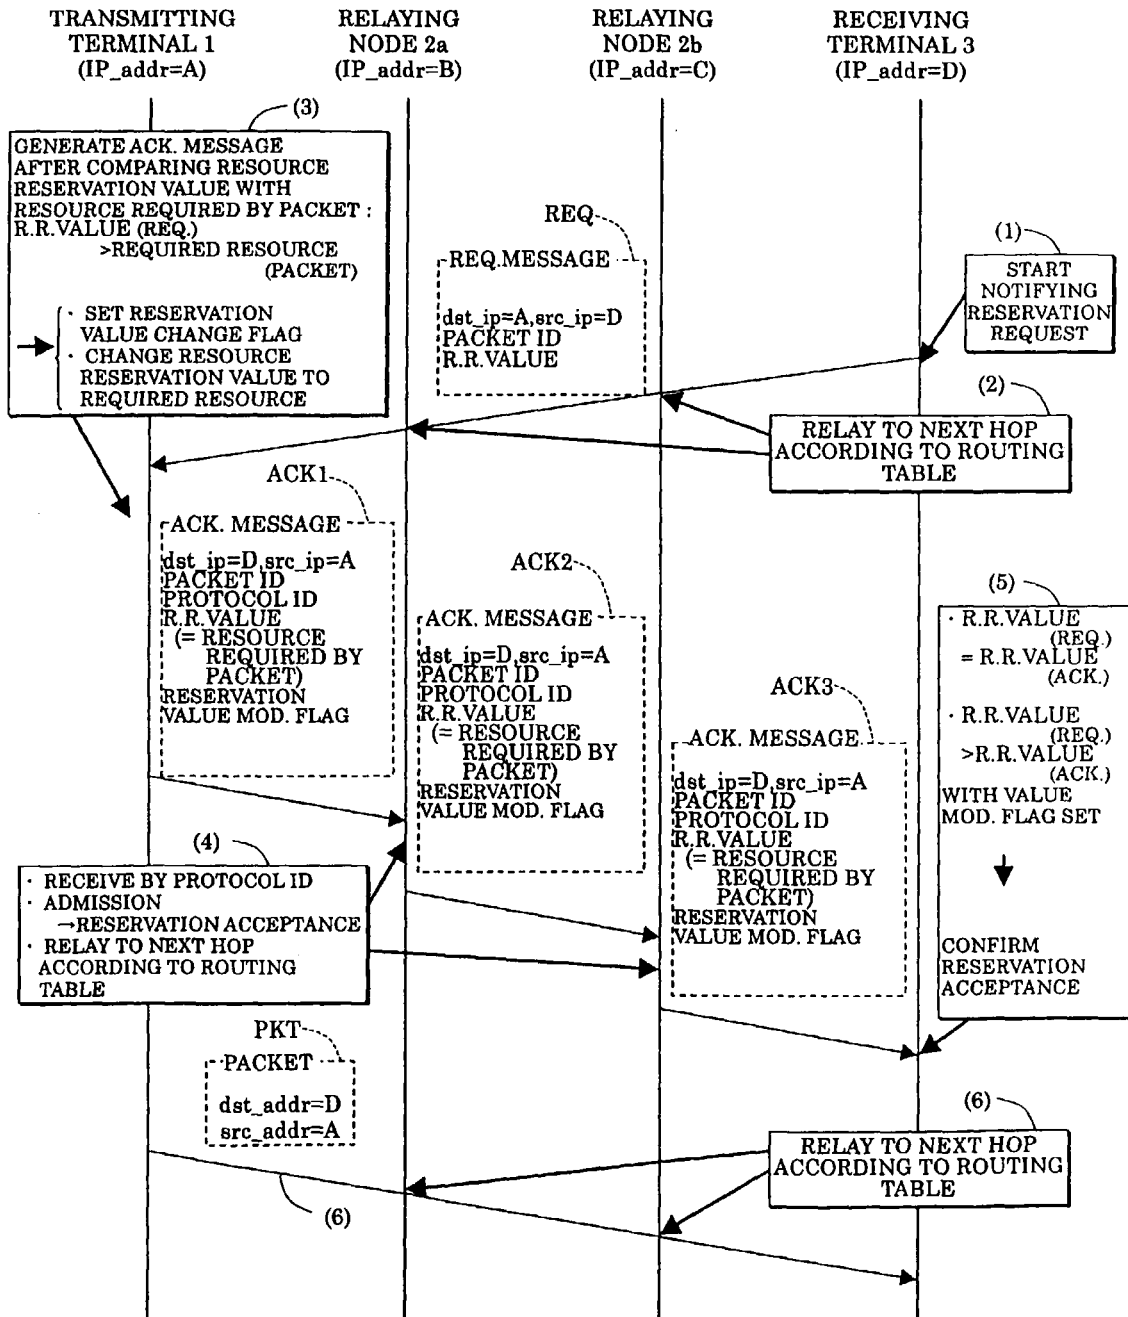 TRANSMITTING
TERMINAL 1
(IP_addr=A)
RELAYING
NODE 2a
(IP_addr=B)
RELAYING
NODE 2b
(IP_addr=C)
RECEIVING
TERMINAL 3
(IP_addr=D)
(3)
GENERATE ACK. MESSAGE
AFTER COMPARING RESOURCE
RESERVATION VALUE WITH
RESOURCE REQUIRED BY PACKET :
R.R.VALUE (REQ.)
>REQUIRED RESOURCE
(PACKET)
· SET RESERVATION
VALUE CHANGE FLAG
· CHANGE RESOURCE
RESERVATION VALUE TO
REQUIRED RESOURCE
REQ
REQ.MESSAGE
dst_ip=A,src_ip=D
PACKET ID
R.R.VALUE
(1)
START
NOTIFYING
RESERVATION
REQUEST
(2)
RELAY TO NEXT HOP
ACCORDING TO ROUTING
TABLE
ACK1
ACK. MESSAGE
dst_ip=D,src_ip=A
PACKET ID
PROTOCOL ID
R.R.VALUE
(= RESOURCE
REQUIRED BY
PACKET)
RESERVATION
VALUE MOD. FLAG
ACK2
ACK. MESSAGE
dst_ip=D,src_ip=A
PACKET ID
PROTOCOL ID
R.R.VALUE
(= RESOURCE
REQUIRED BY
PACKET)
RESERVATION
VALUE MOD. FLAG
ACK3
ACK. MESSAGE
dst_ip=D,src_ip=A
PACKET ID
PROTOCOL ID
R.R.VALUE
(= RESOURCE
REQUIRED BY
PACKET)
RESERVATION
VALUE MOD. FLAG
(5)
· R.R.VALUE
(REQ.)
= R.R.VALUE
(ACK.)
· R.R.VALUE
(REQ.)
>R.R.VALUE
(ACK.)
WITH VALUE
MOD. FLAG SET
CONFIRM
RESERVATION
ACCEPTANCE
(4)
· RECEIVE BY PROTOCOL ID
· ADMISSION
→RESERVATION ACCEPTANCE
· RELAY TO NEXT HOP
ACCORDING TO ROUTING
TABLE
PKT
PACKET
dst_addr=D
src_addr=A
(6)
(6)
RELAY TO NEXT HOP
ACCORDING TO ROUTING
TABLE